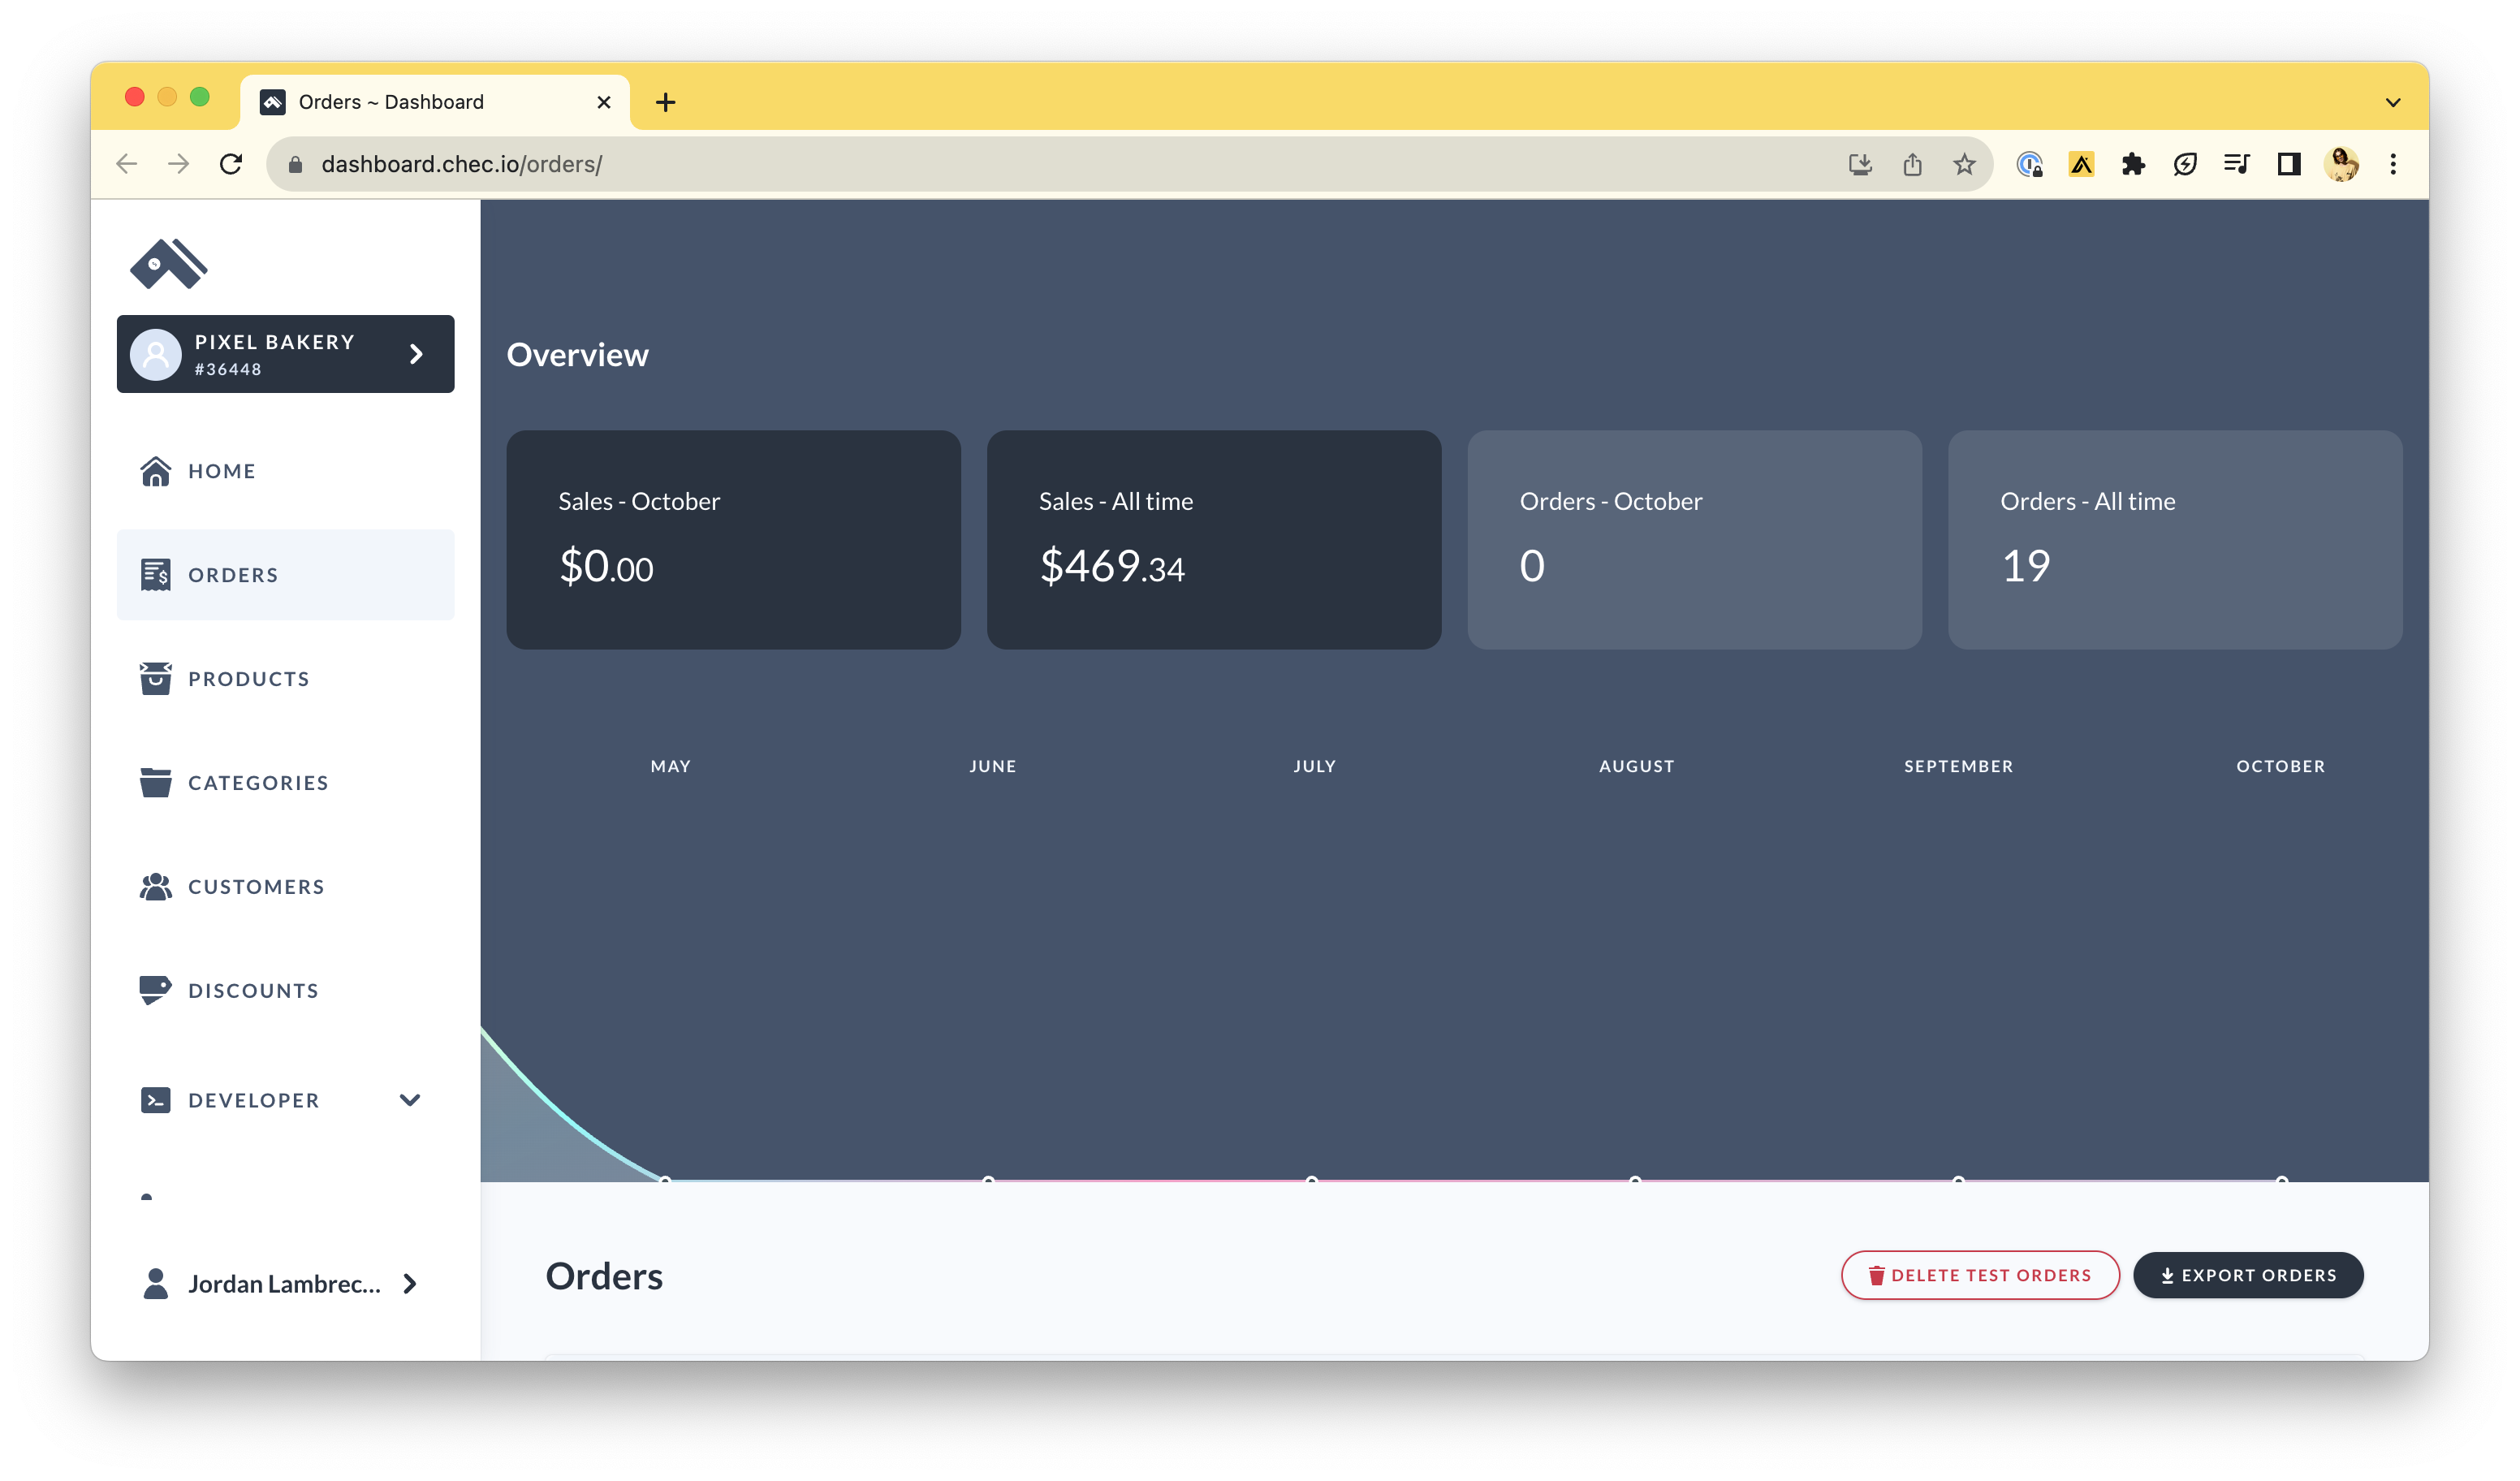 Orders ~ Dashboard
dashboard.chec.io/orders/
PIXEL BAKERY
#36448
HOME
ORDERS
PRODUCTS
CATEGORIES
CUSTOMERS
DISCOUNTS
DEVELOPER
Jordan Lambrec...
Overview
Sales - October
$0.00
Sales - All time
$469.34
Orders - October
0
Orders - All time
19
MAY
JUNE
JULY
AUGUST
SEPTEMBER
OCTOBER
Orders
DELETE TEST ORDERS
EXPORT ORDERS